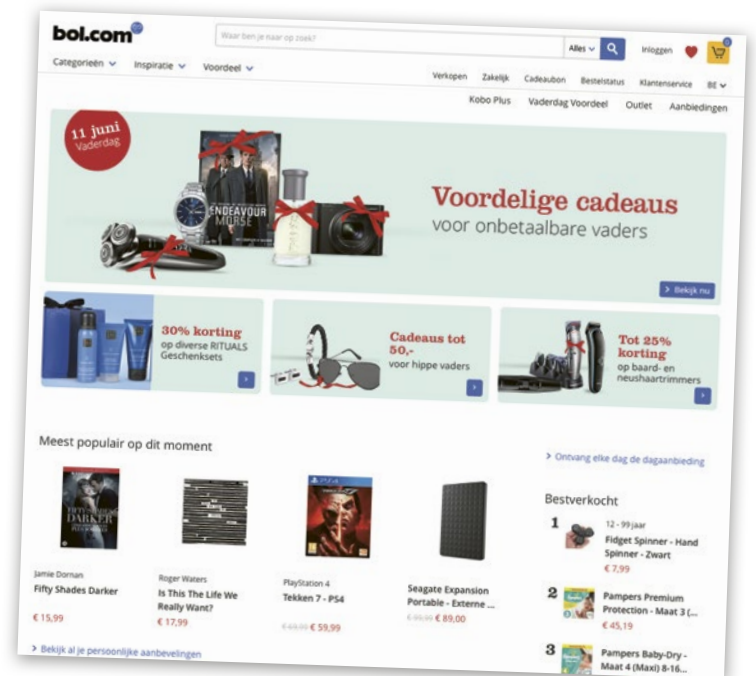 bol.com
Waar ben je naar op zoek?
Alles
Inloggen
0
Categorieën
Inspiratie
Voordeel
Verkopen
Zakelijk
Cadeaubon
Bestelstatus
Klantenservice
BE
Kobo Plus
Vaderdag Voordeel
Outlet
Aanbiedingen
11 juni
Vaderdag
ENDEAVOUR
MORSE
Voordelige cadeaus
voor onbetaalbare vaders
> Bekijk nu
30% korting
op diverse RITUALS
Geschenksets
Cadeaus tot
50,-
voor hippe vaders
Tot 25%
korting
op baard- en
neushaartrimmers
Meest populair op dit moment
> Ontvang elke dag de dagaanbieding
FIFTY SHADES
DARKER
Jamie Dornan
Fifty Shades Darker
€ 15,99
Roger Waters
Is This The Life We
Really Want?
€ 17,99
PS4
PlayStation 4
Tekken 7 - PS4
€ 69,99 € 59,99
Seagate Expansion
Portable - Externe ...
€ 95,95 € 89,00
Bestverkocht
1
12 - 99 jaar
Fidget Spinner - Hand
Spinner - Zwart
€ 7,99
2
Pampers Premium
Protection - Maat 3 (...
€ 45,19
3
Pampers Baby-Dry -
Maat 4 (Maxi) 8-16...
> Bekijk al je persoonlijke aanbevelingen